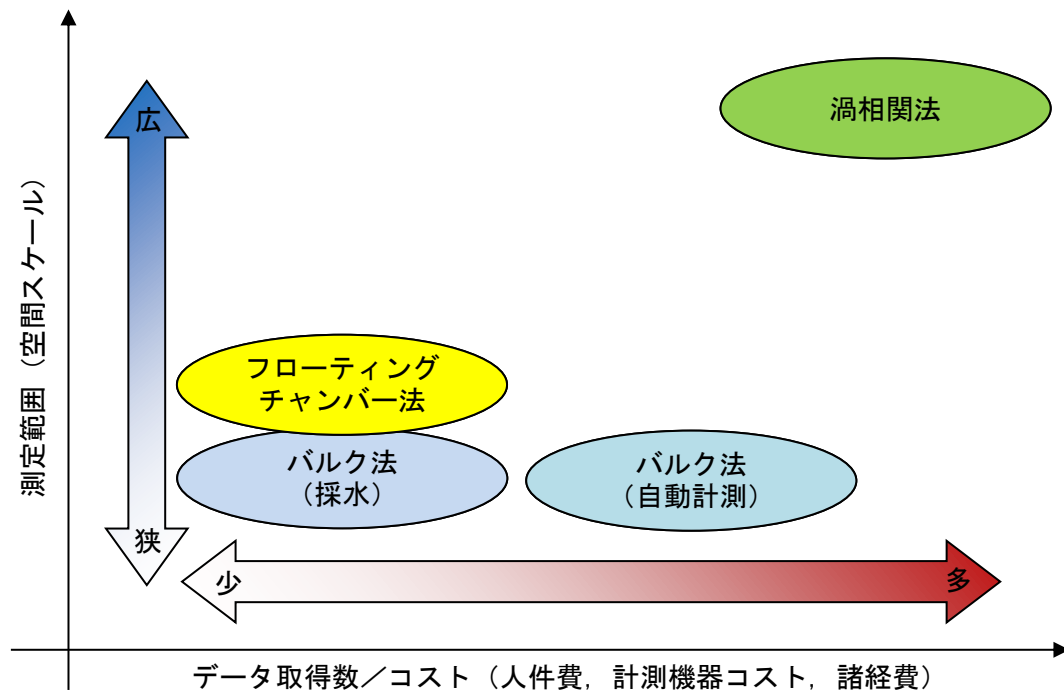 広
渦相関法
測定範囲（空間スケール）
フローティング
チャンバー法
バルク法
（採水）
バルク法
（自動計測）
狭
少
多
データ取得数／コスト（人件費，計測機器コスト，諸経費）